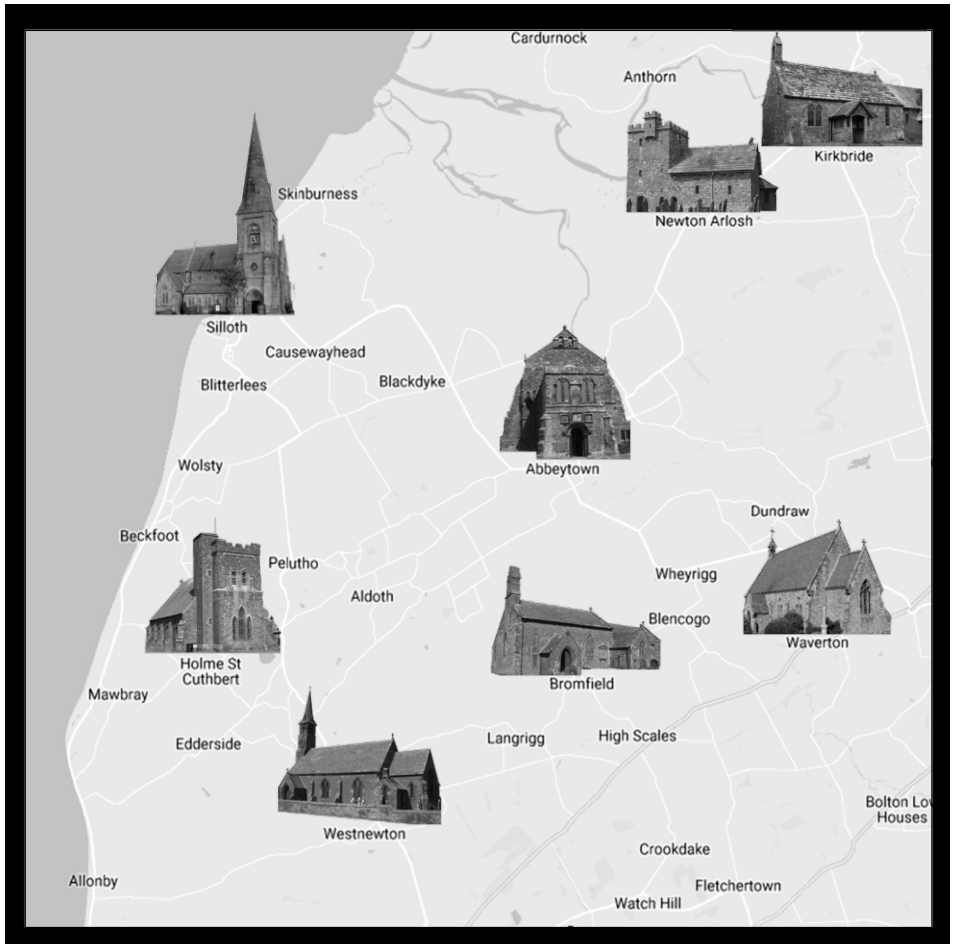 Cardurnock
Anthorn
Kirkbride
Skinburness
Newton Arlosh
Silloth
Causewayhead
Blitterlees
Blackdyke
Wolsty
Abbeytown
Dundraw
Beckfoot
Pelutho
Wheyrigg
Aldoth
Blencogo
Waverton
Holme St
Cuthbert
Bromfield
Mawbray
Edderside
Langrigg
High Scales
Bolton Low
Houses
Westnewton
Crookdake
Allonby
Fletchertown
Watch Hill